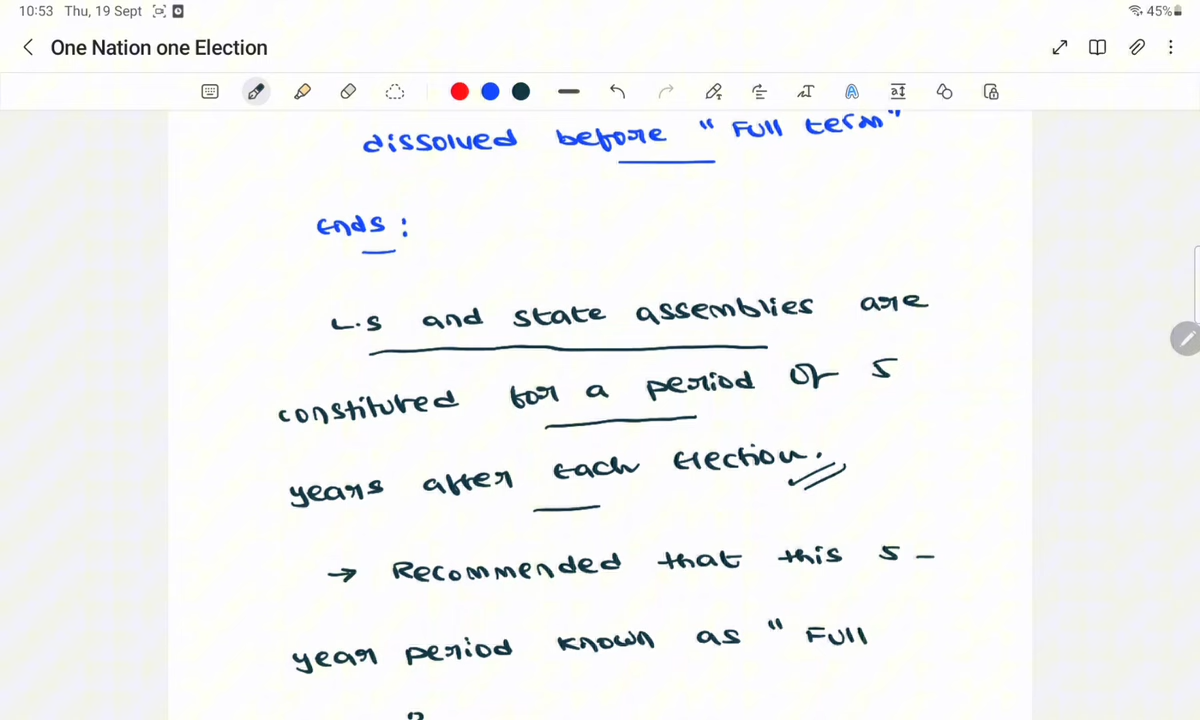 10:53 Thu, 19 Sept 45%
One Nation one Election
dissolved before " Full term"
Ends :
L.S and state assemblies are
constituted for a period of 5
years after each Election.
→ Recommended that this 5 -
year period known as " Full